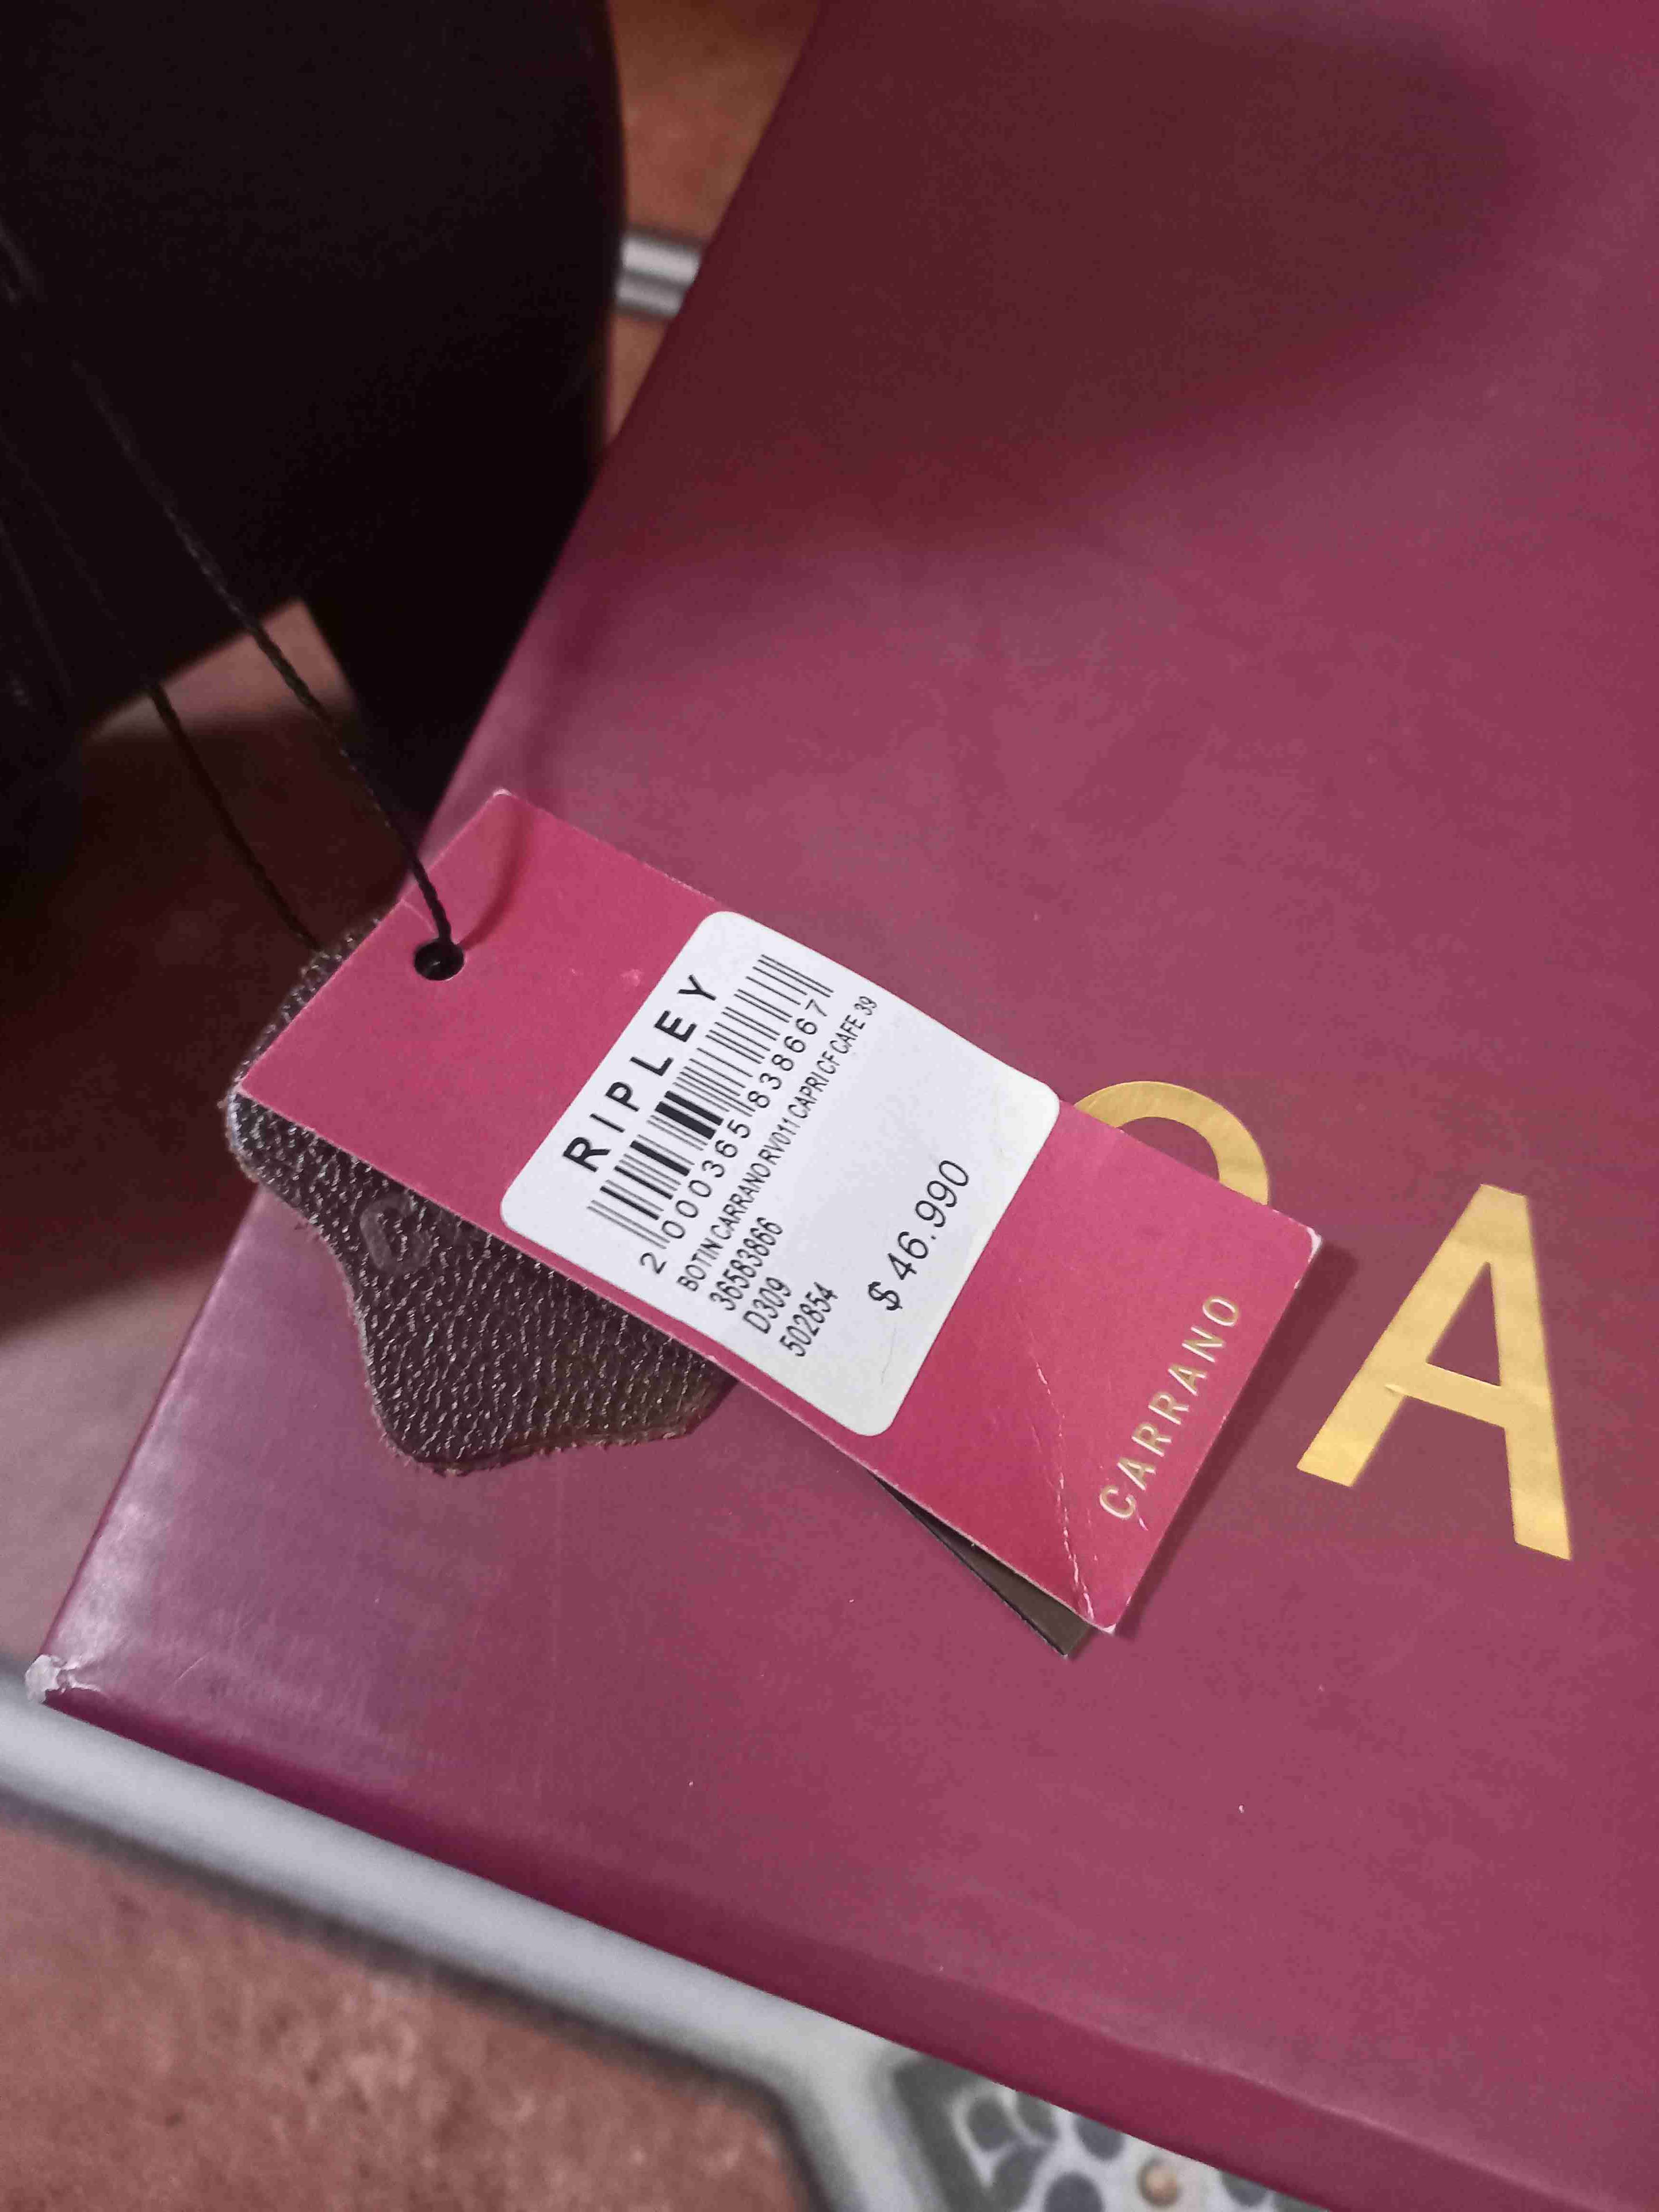 RIPLEY
2000365838667
BOTIN CARRANO RV011 CAPRI CF CAFE 39
36583866
D309
502854
$ 46.990
CARRANO
A